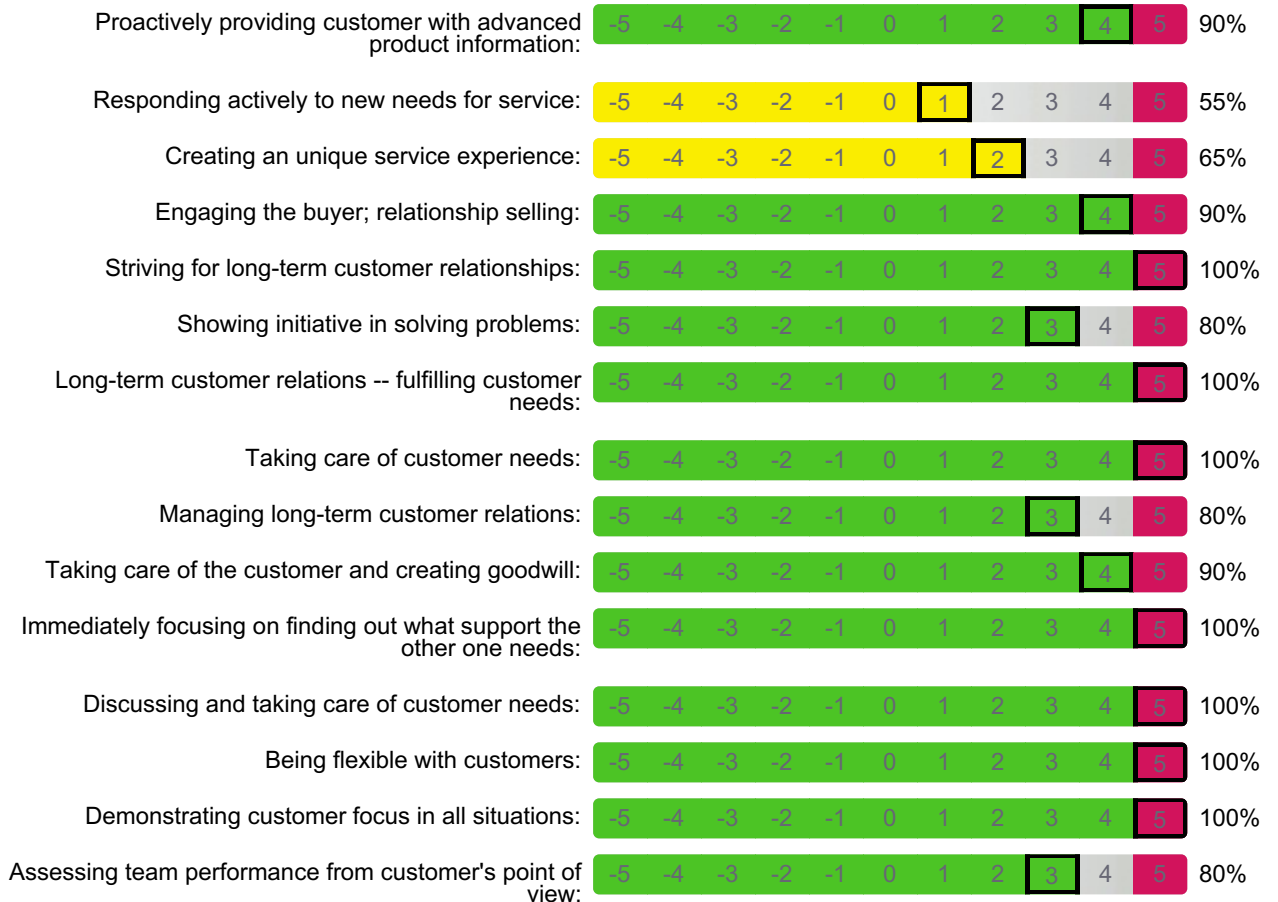 Proactively providing customer with advanced
product information:
-5 -4 -3 -2 -1 0 1 2 3 4 5 90%
Responding actively to new needs for service:
-5 -4 -3 -2 -1 0 1 2 3 4 5 55%
Creating an unique service experience:
-5 -4 -3 -2 -1 0 1 2 3 4 5 65%
Engaging the buyer; relationship selling:
-5 -4 -3 -2 -1 0 1 2 3 4 5 90%
Striving for long-term customer relationships:
-5 -4 -3 -2 -1 0 1 2 3 4 5 100%
Showing initiative in solving problems:
-5 -4 -3 -2 -1 0 1 2 3 4 5 80%
Long-term customer relations -- fulfilling customer
needs:
-5 -4 -3 -2 -1 0 1 2 3 4 5 100%
Taking care of customer needs:
-5 -4 -3 -2 -1 0 1 2 3 4 5 100%
Managing long-term customer relations:
-5 -4 -3 -2 -1 0 1 2 3 4 5 80%
Taking care of the customer and creating goodwill:
-5 -4 -3 -2 -1 0 1 2 3 4 5 90%
Immediately focusing on finding out what support the
other one needs:
-5 -4 -3 -2 -1 0 1 2 3 4 5 100%
Discussing and taking care of customer needs:
-5 -4 -3 -2 -1 0 1 2 3 4 5 100%
Being flexible with customers:
-5 -4 -3 -2 -1 0 1 2 3 4 5 100%
Demonstrating customer focus in all situations:
-5 -4 -3 -2 -1 0 1 2 3 4 5 100%
Assessing team performance from customer's point of
view:
-5 -4 -3 -2 -1 0 1 2 3 4 5 80%